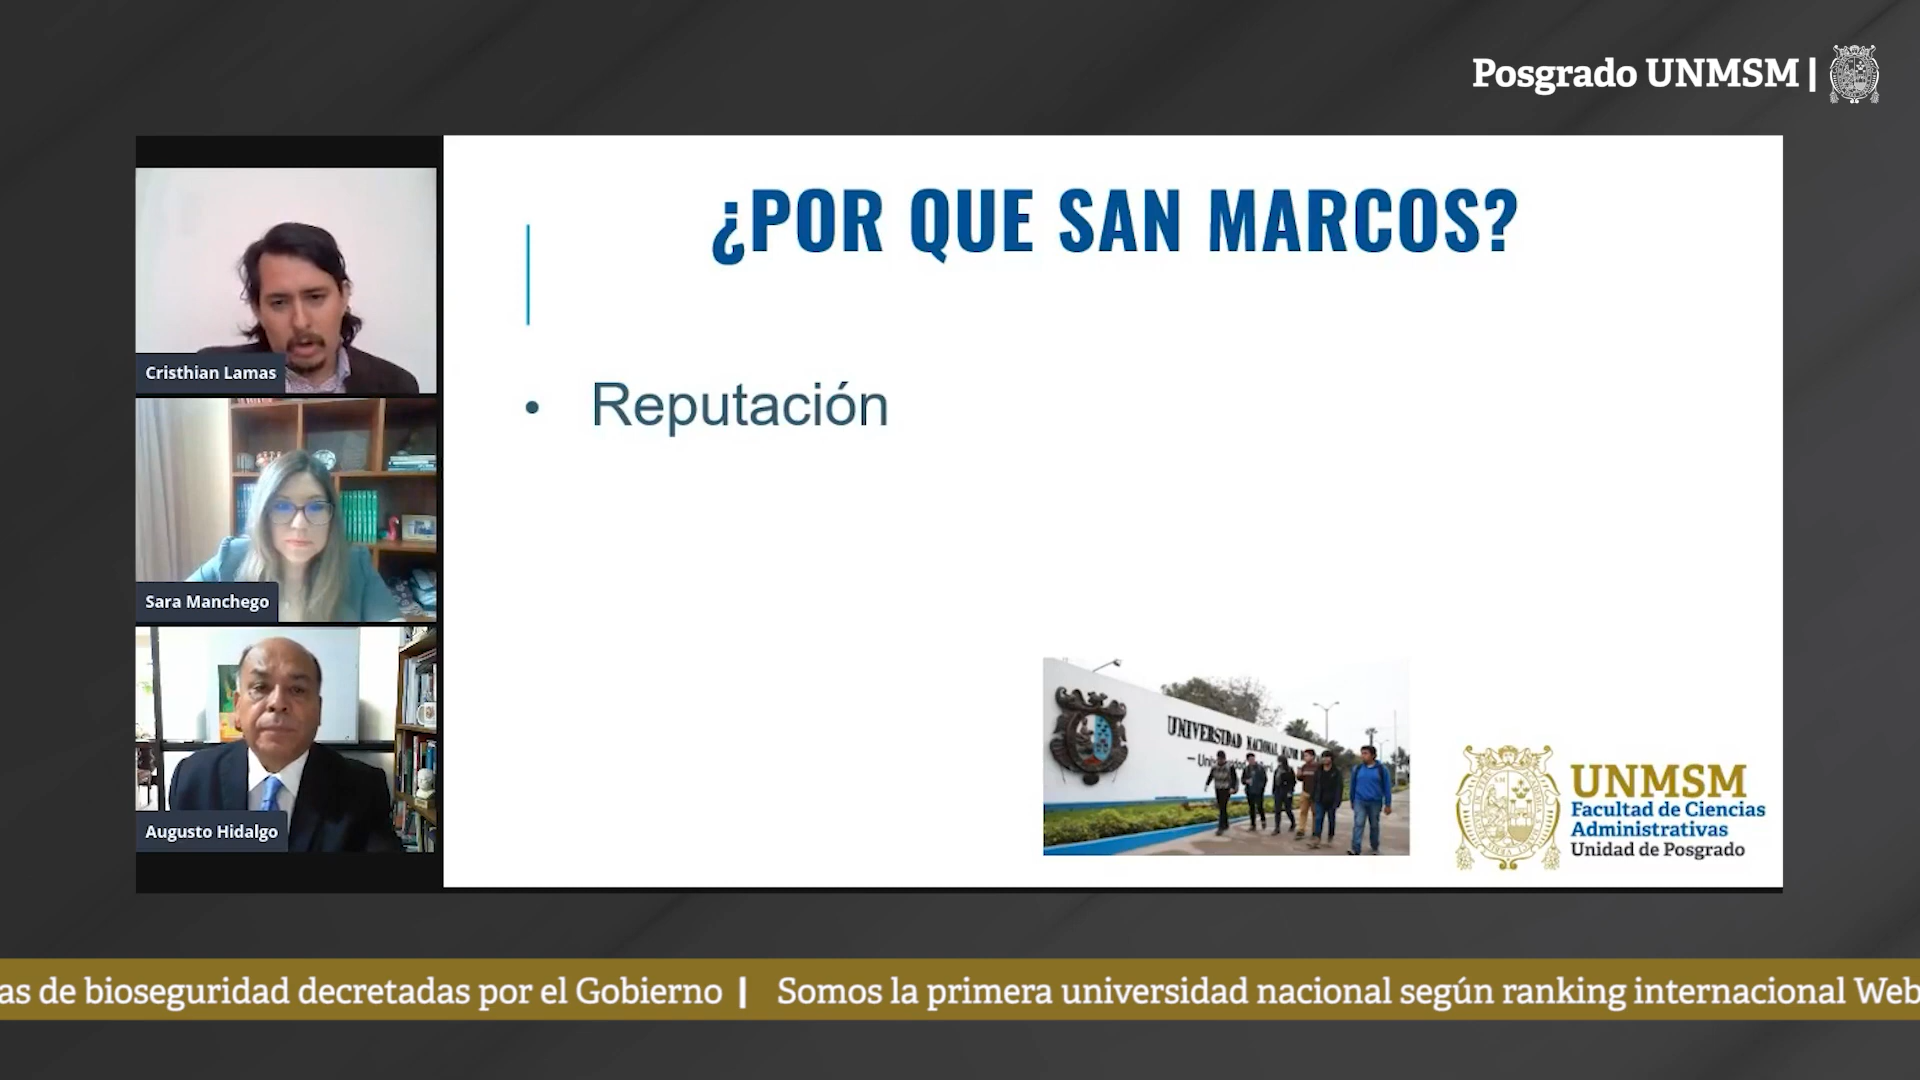 Posgrado UNMSM |
¿POR QUE SAN MARCOS?
• Reputación
Cristhian Lamas
Sara Manchego
Augusto Hidalgo
UNIVERSIDAD NACIONAL MAYOR
UNMSM
Facultad de Ciencias
Administrativas
Unidad de Posgrado
as de bioseguridad decretadas por el Gobierno | Somos la primera universidad nacional según ranking internacional Web